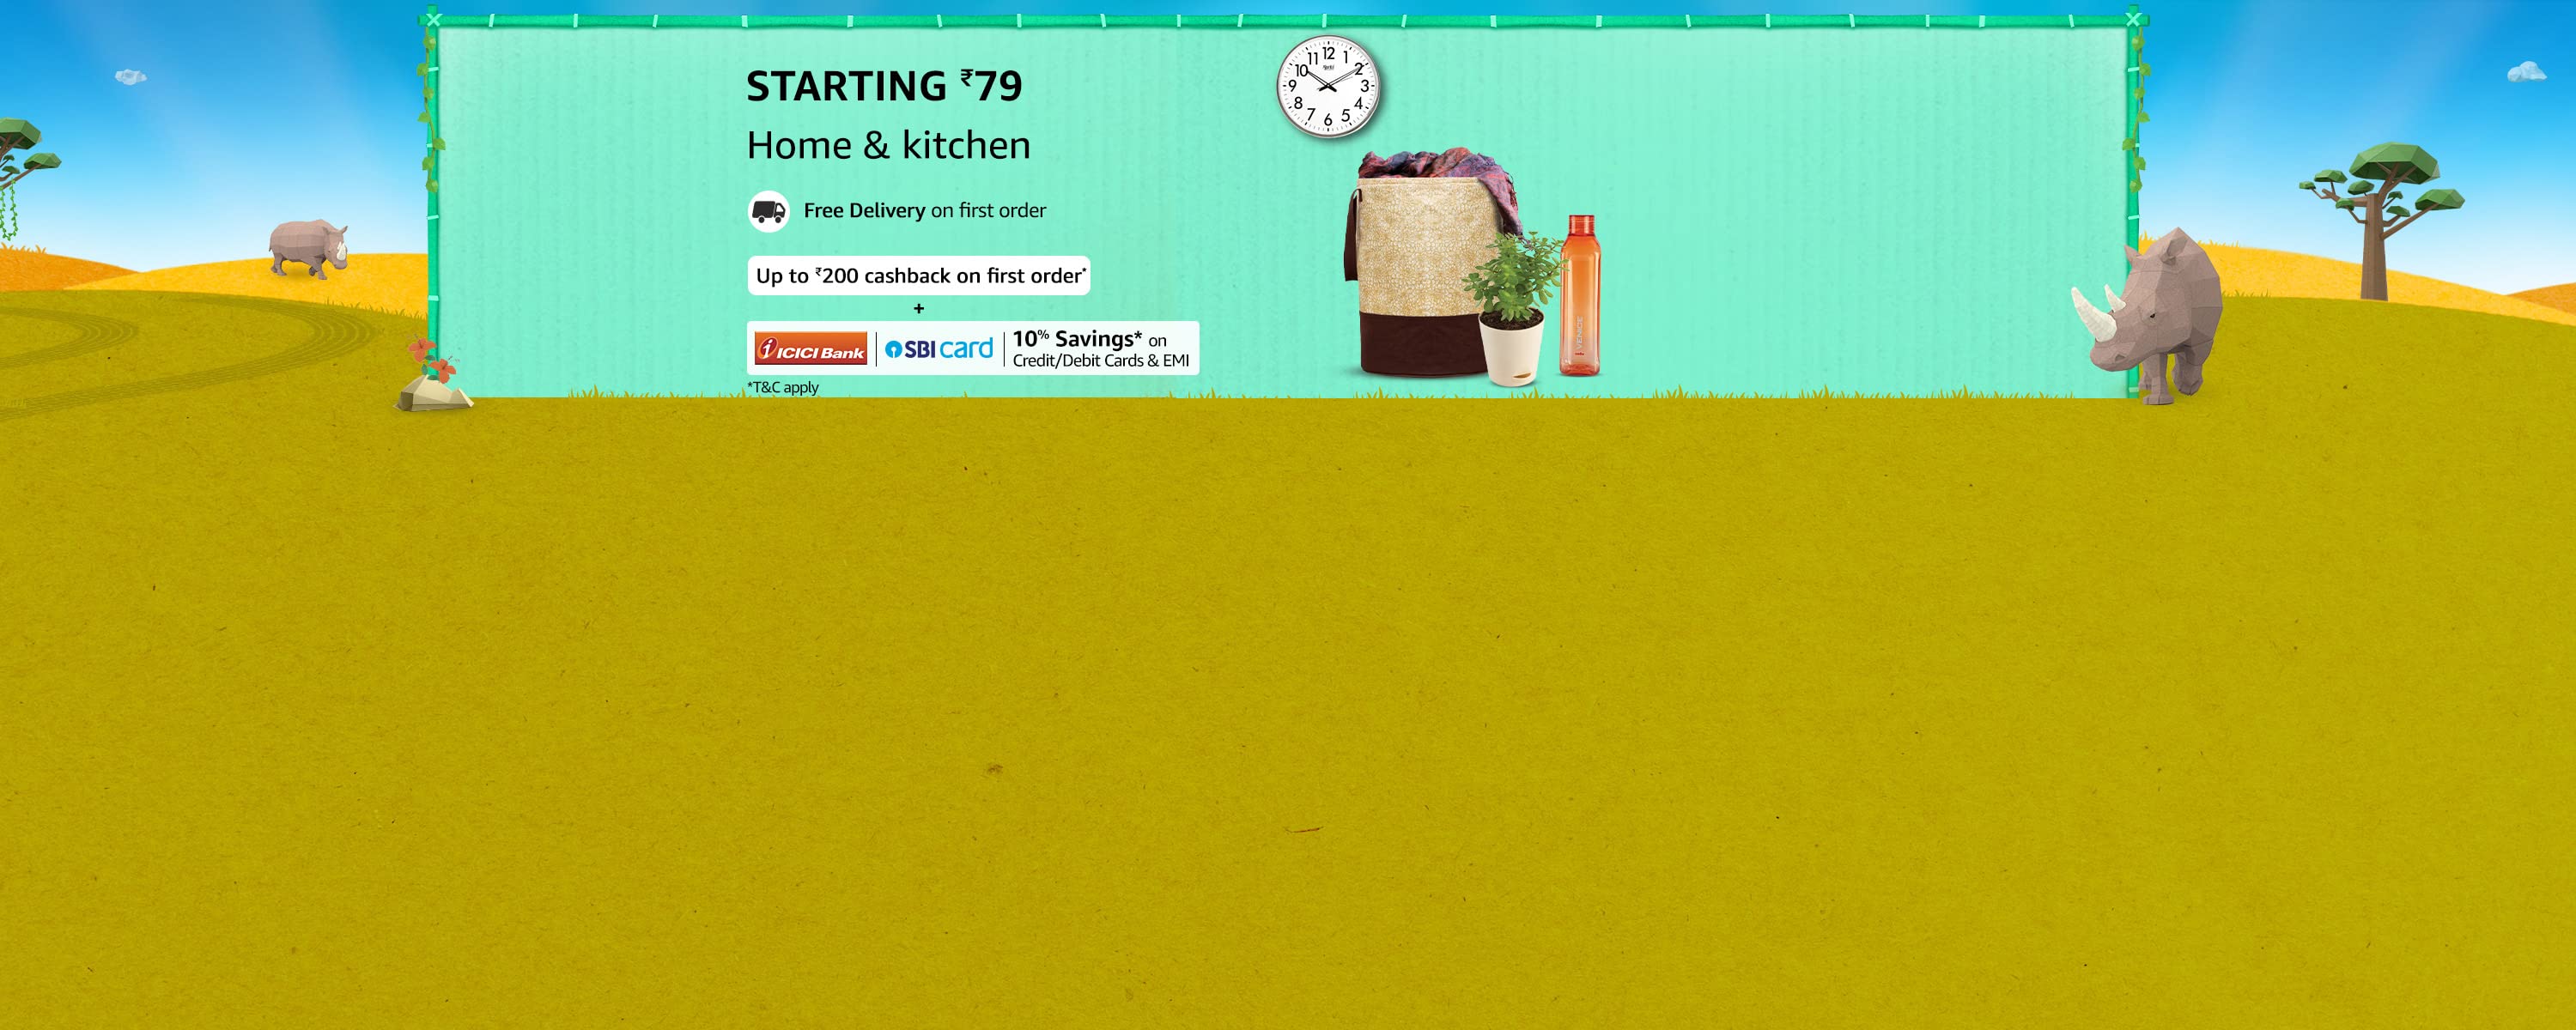 STARTING ₹79
Home & kitchen
Free Delivery on first order
Up to ₹200 cashback on first order*
+
ICICI Bank | SBI card | 10% Savings* on
Credit/Debit Cards & EMI
*T&C apply
12
11 1
10 2
9 3
8 4
7 5
6
VENICE